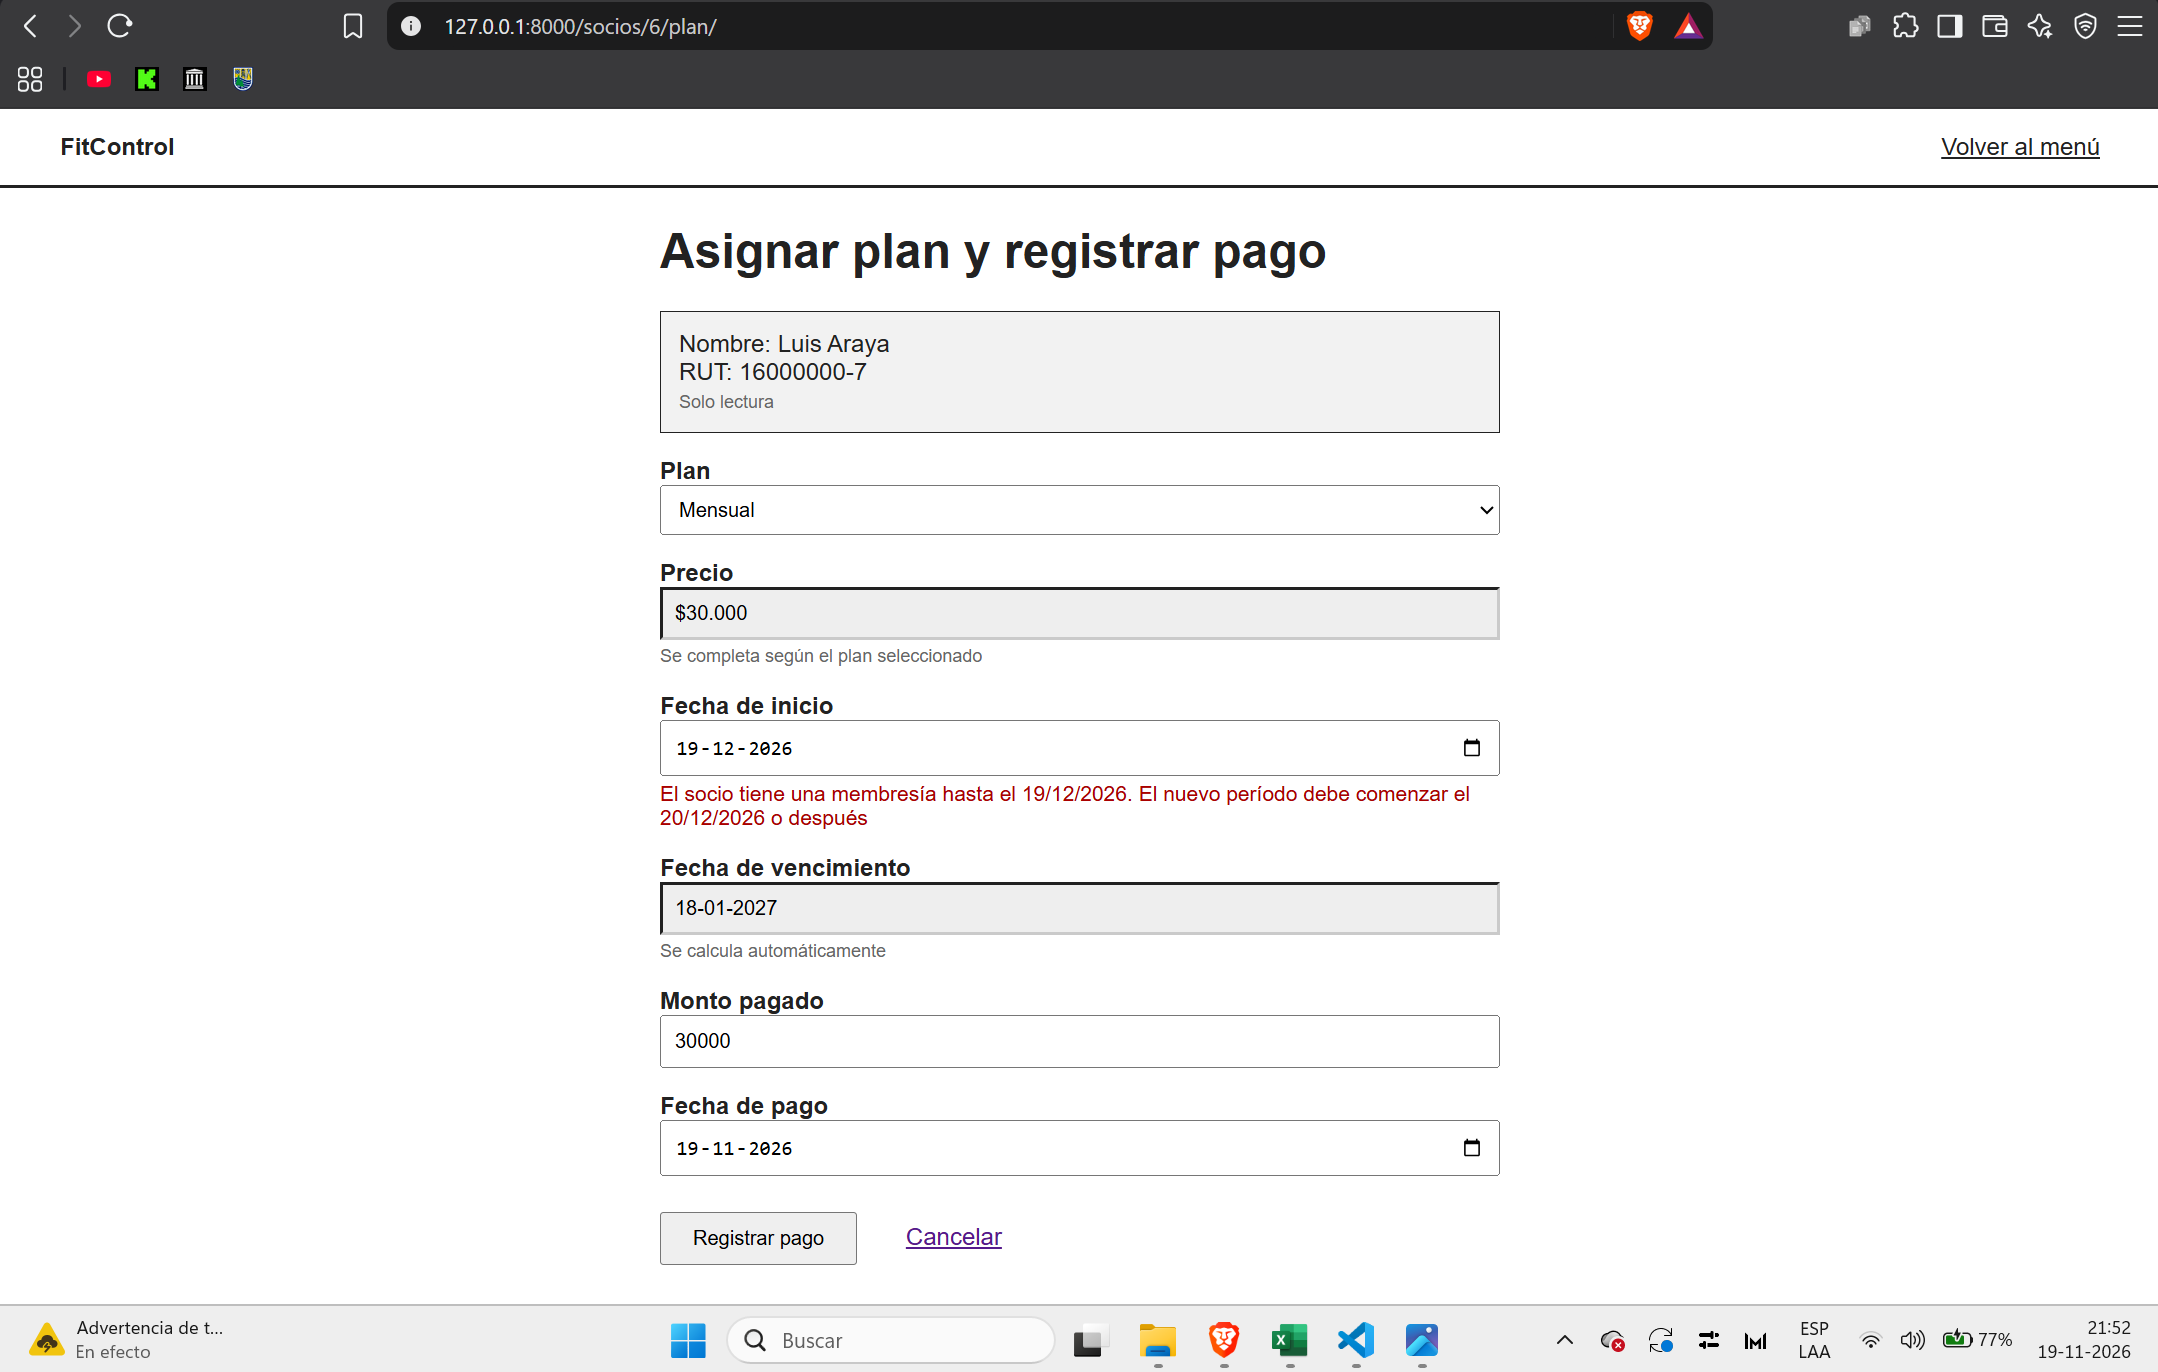 127.0.0.1:8000/socios/6/plan/
FitControl
Volver al menú
Asignar plan y registrar pago
Nombre: Luis Araya
RUT: 16000000-7
Solo lectura
Plan
Mensual
Precio
$30.000
Se completa según el plan seleccionado
Fecha de inicio
19-12-2026
El socio tiene una membresía hasta el 19/12/2026. El nuevo período debe comenzar el
20/12/2026 o después
Fecha de vencimiento
18-01-2027
Se calcula automáticamente
Monto pagado
30000
Fecha de pago
19-11-2026
Registrar pago
Cancelar
Advertencia de t...
En efecto
Buscar
ESP
LAA
77%
21:52
19-11-2026